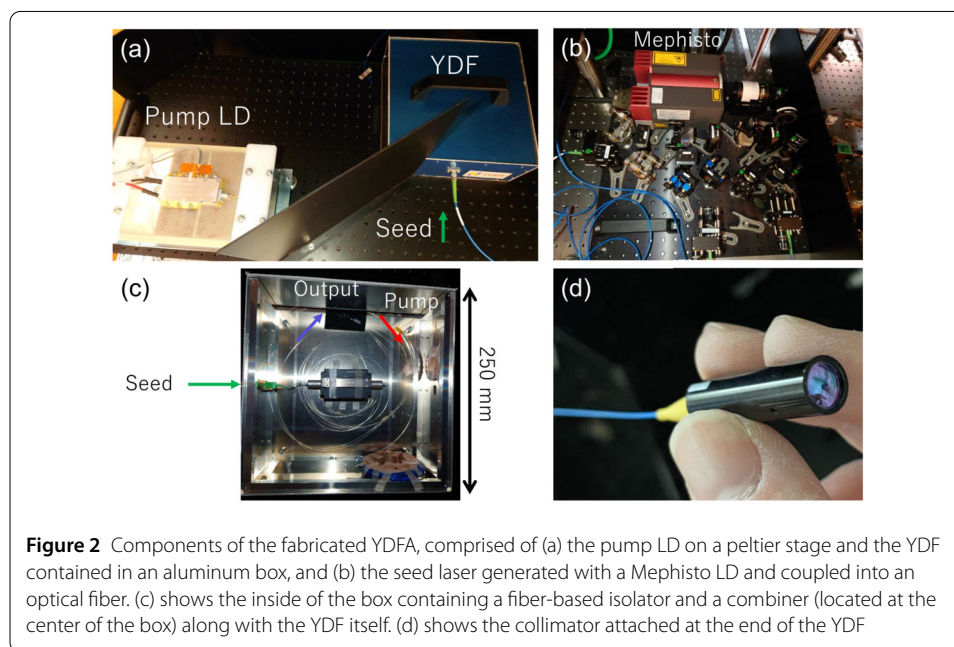 (a)
YDF
Pump LD
Seed
(b)
Mephisto
(c)
Output
Pump
Seed
250 mm
(d)
Figure 2 Components of the fabricated YDFA, comprised of (a) the pump LD on a peltier stage and the YDF
contained in an aluminum box, and (b) the seed laser generated with a Mephisto LD and coupled into an
optical fiber. (c) shows the inside of the box containing a fiber-based isolator and a combiner (located at the
center of the box) along with the YDF itself. (d) shows the collimator attached at the end of the YDF